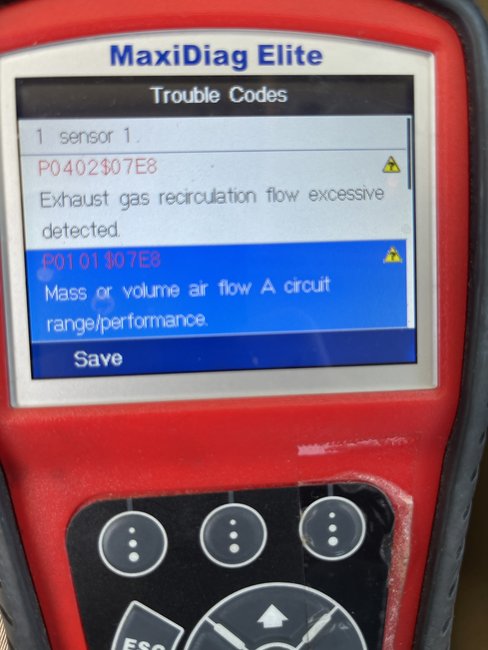 MaxiDiag Elite
Trouble Codes
1 sensor 1.
P0402$07E8
Exhaust gas recirculation flow excessive
detected.
P0101$07E8
Mass or volume air flow A circuit
range/performance.
Save
ESC